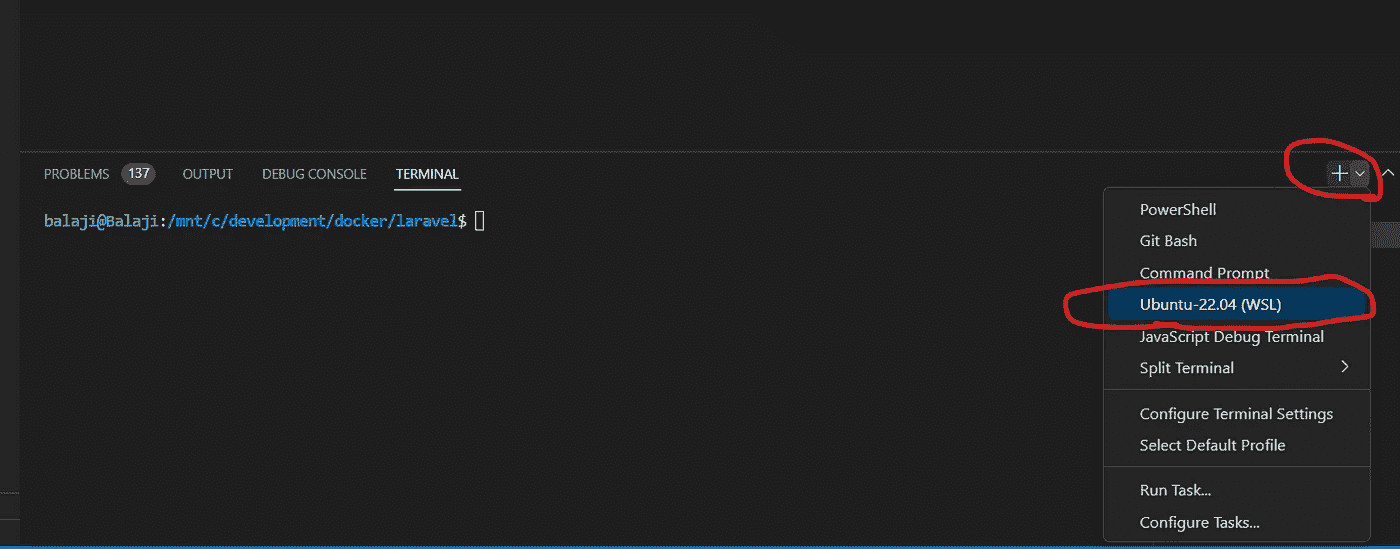 PROBLEMS 137 OUTPUT DEBUG CONSOLE TERMINAL
balaji@Balaji:/mnt/c/development/docker/laravel$
PowerShell
Git Bash
Command Prompt
Ubuntu-22.04 (WSL)
JavaScript Debug Terminal
Split Terminal
Configure Terminal Settings
Select Default Profile
Run Task...
Configure Tasks...